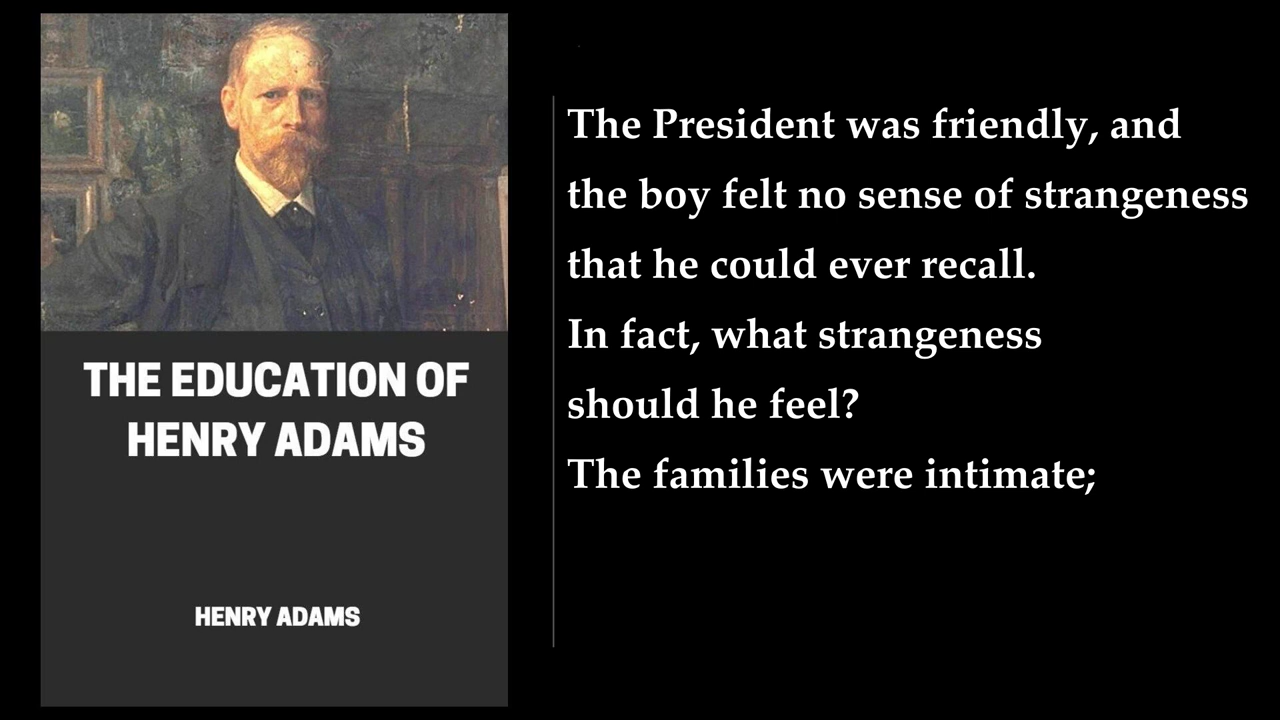 THE EDUCATION OF
HENRY ADAMS
HENRY ADAMS
The President was friendly, and
the boy felt no sense of strangeness
that he could ever recall.
In fact, what strangeness
should he feel?
The families were intimate;